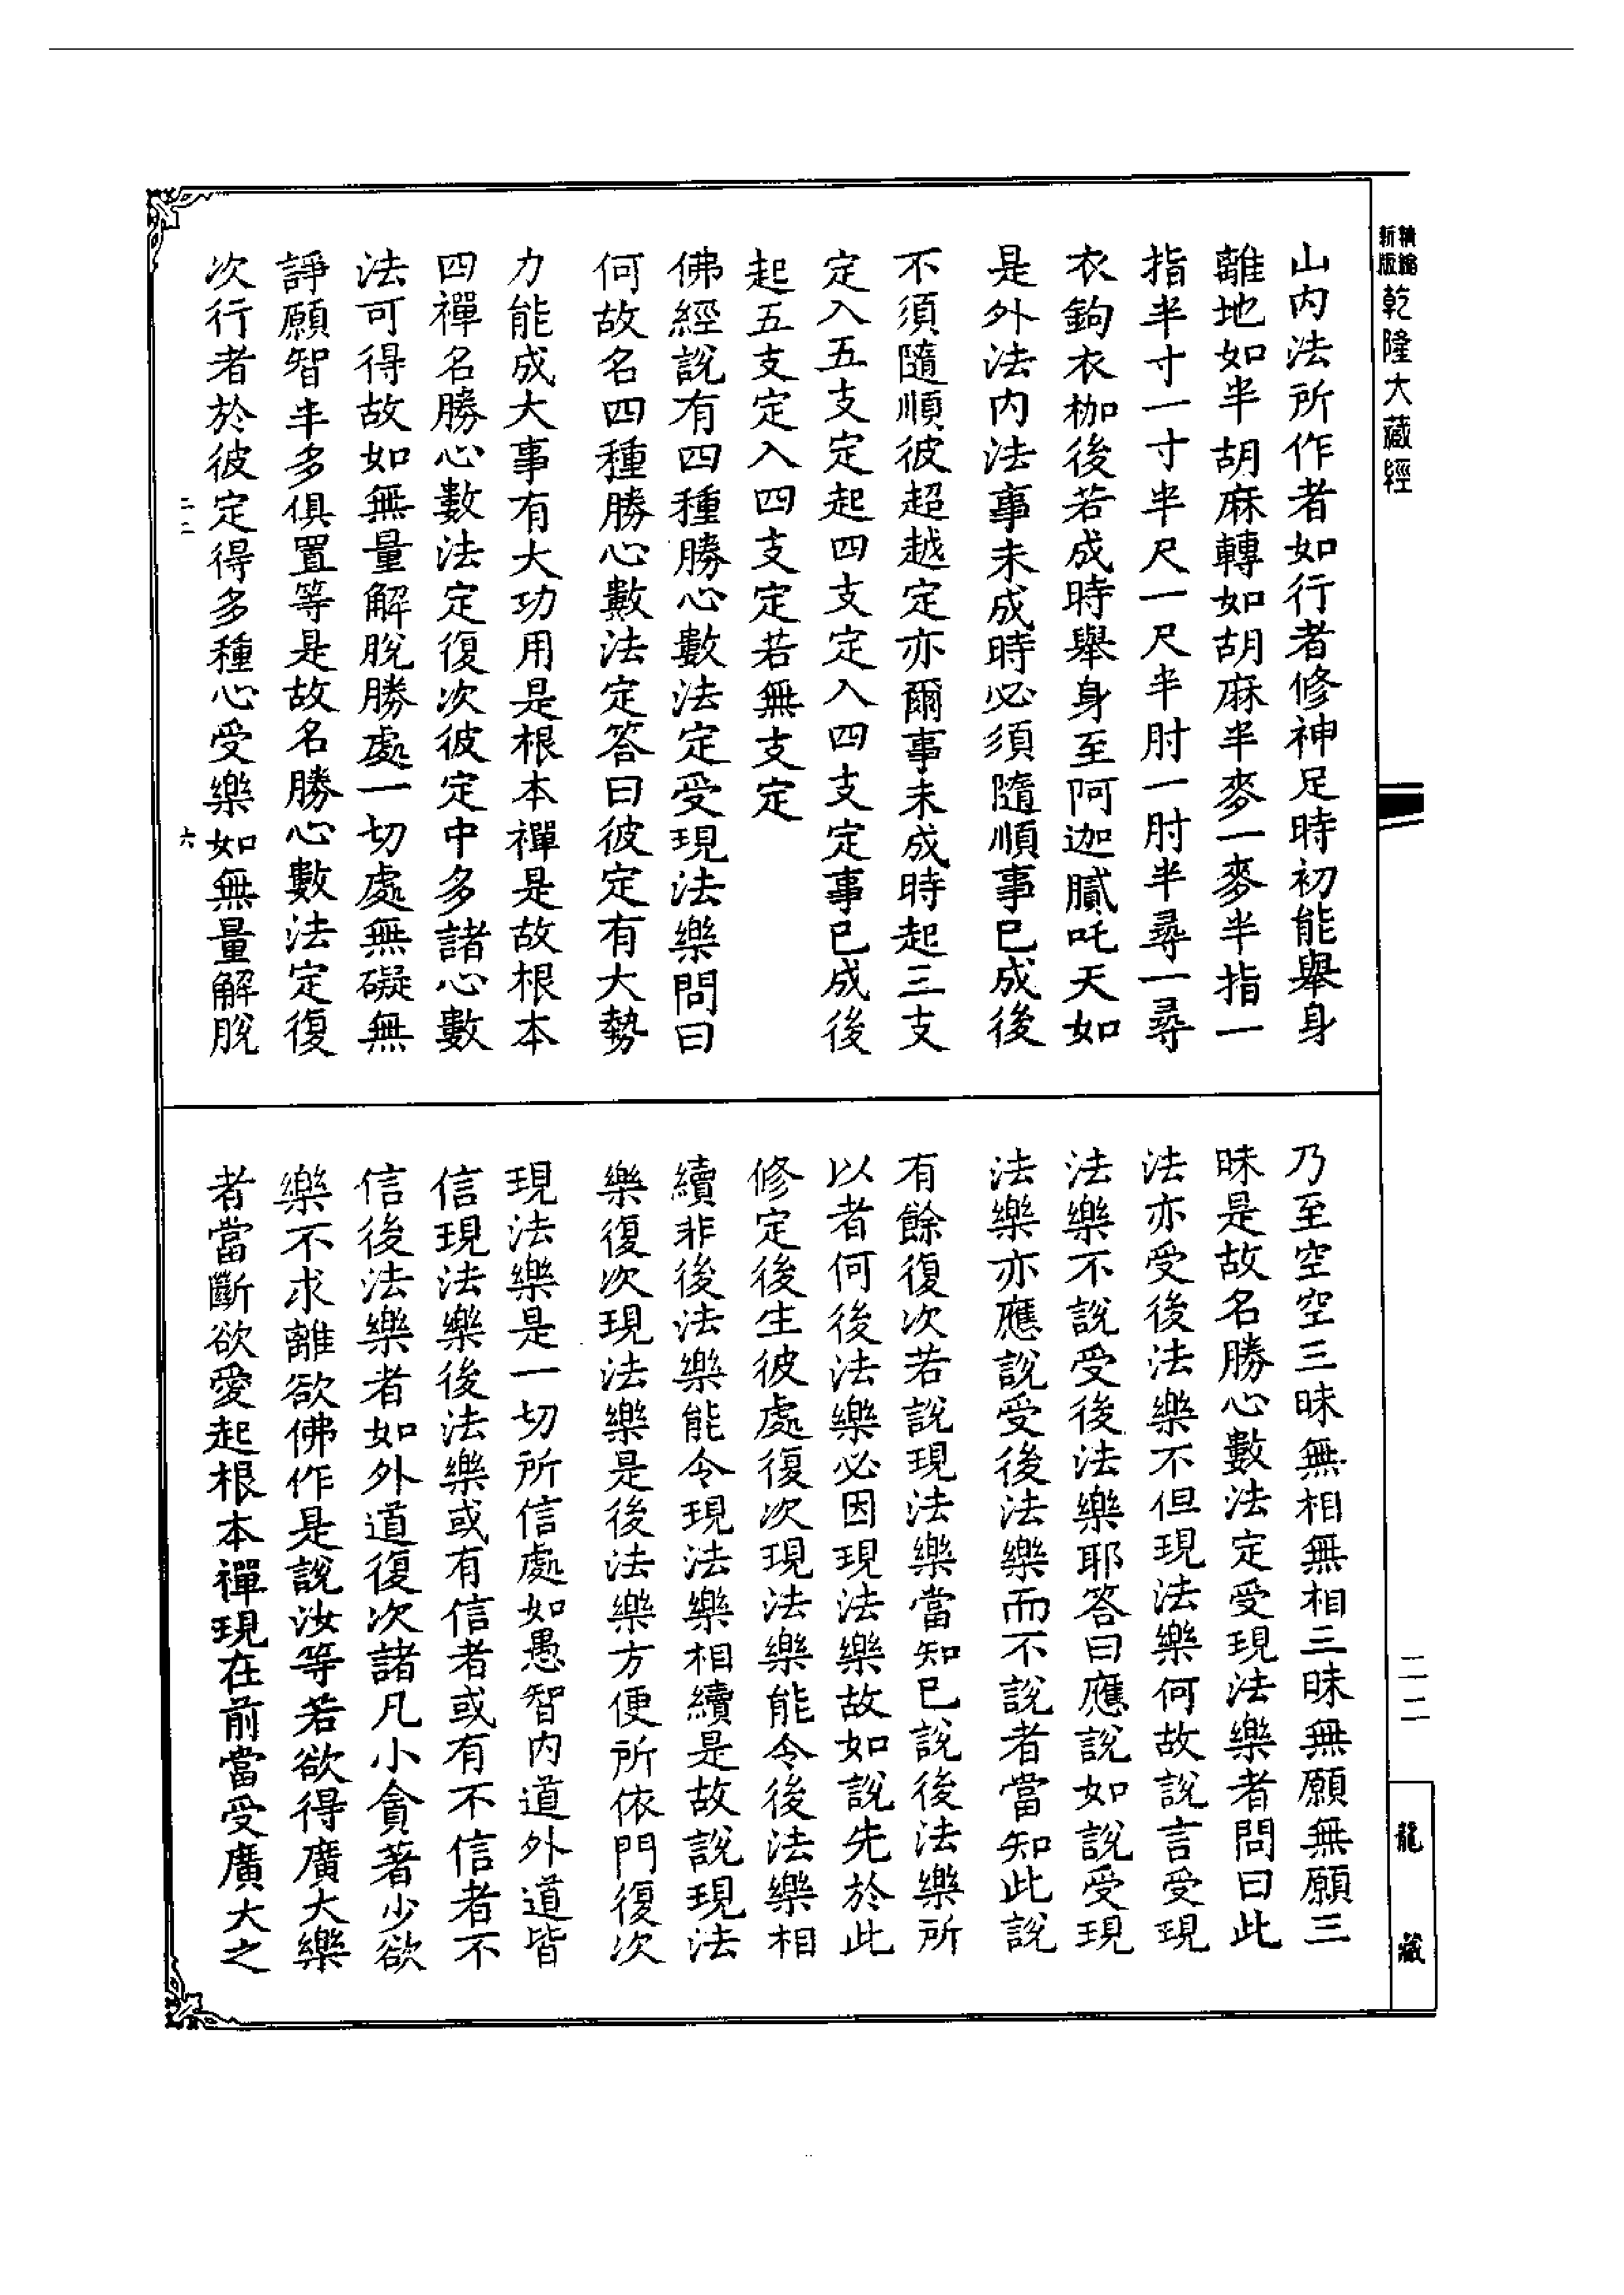 精縮新版乾隆大藏經
山内法所作者如行者修神足時初能舉身
離地如半胡麻轉如胡麻半麥一麥半指一
指半寸一寸半尺一尺半肘一肘半尋一尋
衣鉤衣枷後若成時舉身至阿迦膩吒天如
是外法内法事未成時必須隨順事已成後
不須隨順彼超越定亦爾事未成時起三支
定入五支定起四支定入四支定事已成後
起五支定入四支定若無支定
佛經說有四種勝心數法定受現法樂問曰
何故名四種勝心數法定答曰彼定有大勢
力能成大事有大功用是根本禪是故根本
四禪名勝心數法定復次彼定中多諸心數
法可得故如無量解脫勝處一切處無礙無
諍願智半多俱置等是故名勝心數法定復
次行者於彼定得多種心受樂如無量解脫
二二 六
乃至空空三昧無相無相三昧無願無願三
昧是故名勝心數法定受現法樂者問曰此
法亦受後法樂不但現法樂何故說言受現
法樂不說受後法樂耶答曰應說如說受現
法樂亦應說受後法樂而不說者當知此說
有餘復次若說現法樂當知已說後法樂所
以者何後法樂必因現法樂故如說先於此
修定後生彼處復次現法樂能令後法樂相
續非後法樂能令現法樂相續是故說現法
樂復次現法樂是後法樂方便所依門復次
現法樂是一切所信處如愚智内道外道皆
信現法樂後法樂或有信者或有不信者不
信後法樂者如外道復次諸凡小貪著少欲
樂不求離欲佛作是說汝等若欲得廣大樂
者當斷欲愛起根本禪現在前當受廣大之
二二
龍藏